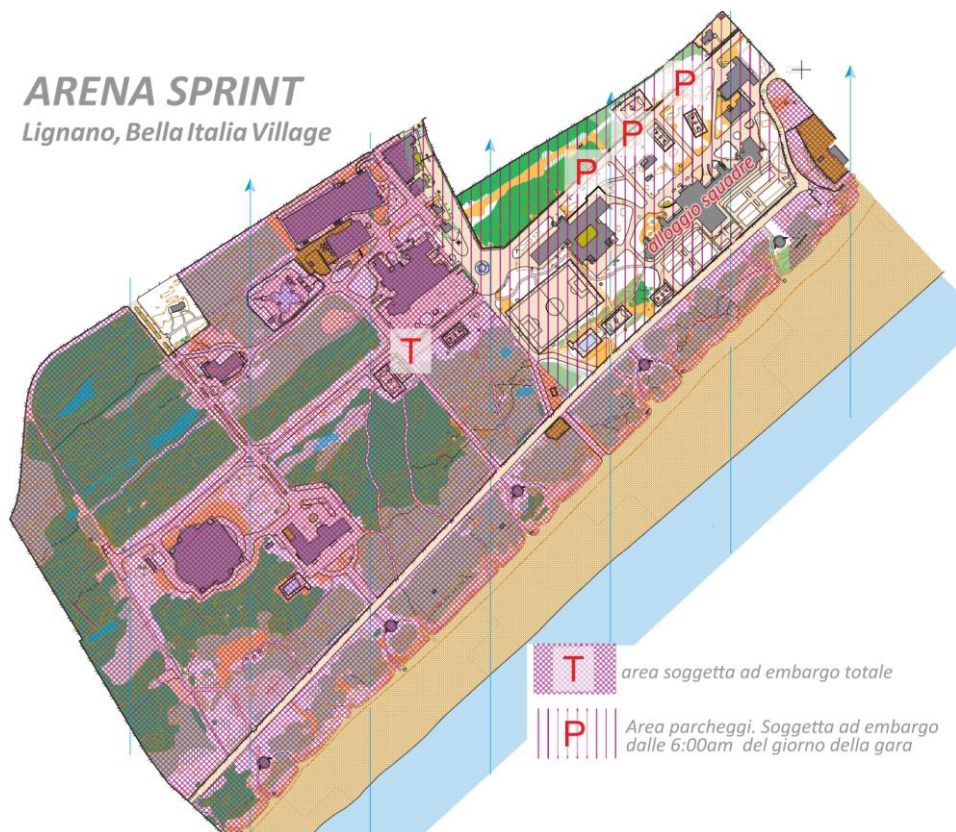 ARENA SPRINT
Lignano, Bella Italia Village
P
P
P
alloggio squadre
T
T
area soggetta ad embargo totale
P
Area parcheggi. Soggetta ad embargo
dalle 6:00am del giorno della gara